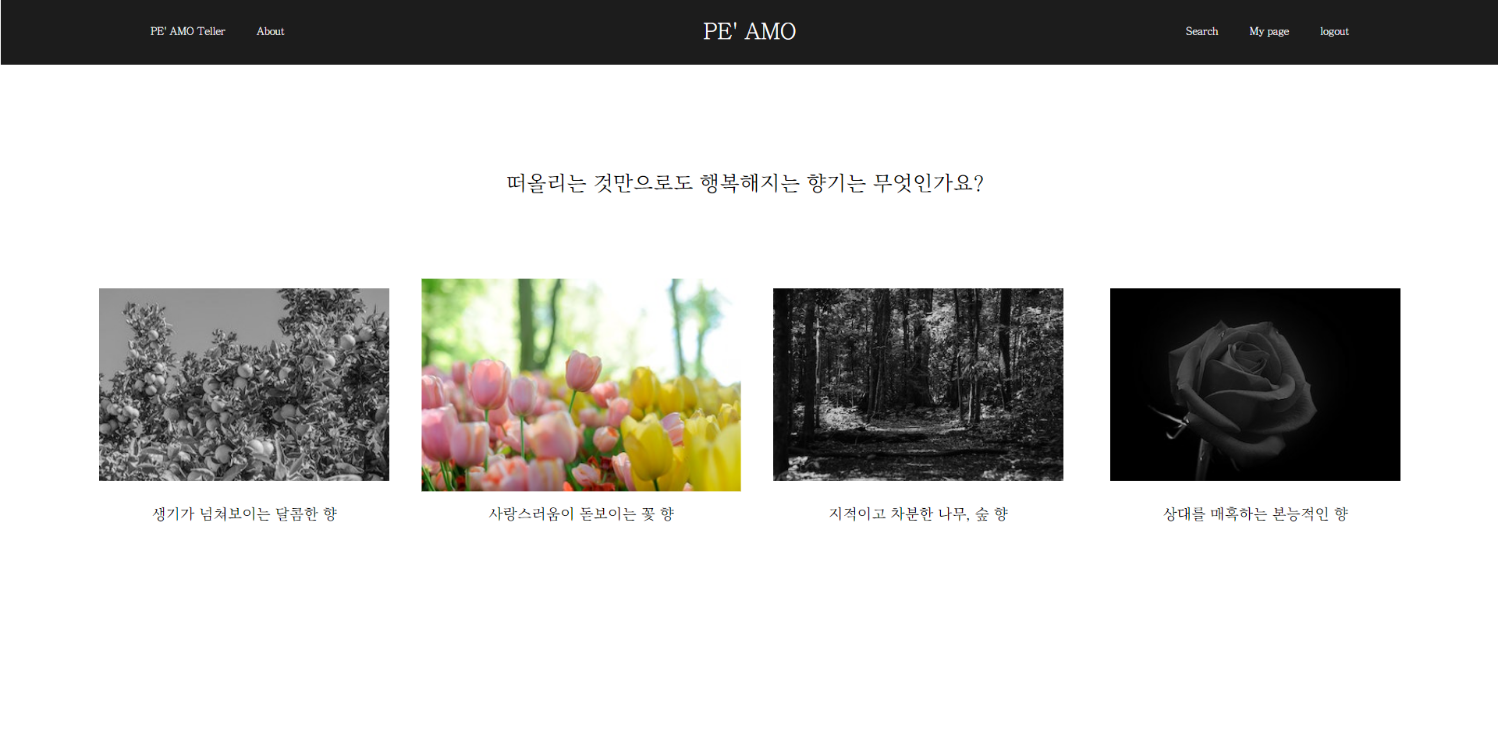 PE' AMO Teller About PE' AMO Search My page logout
떠올리는 것만으로도 행복해지는 향기는 무엇인가요?
생기가 넘쳐보이는 달콤한 향
사랑스러움이 돋보이는 꽃 향
지적이고 차분한 나무, 숲 향
상대를 매혹하는 본능적인 향